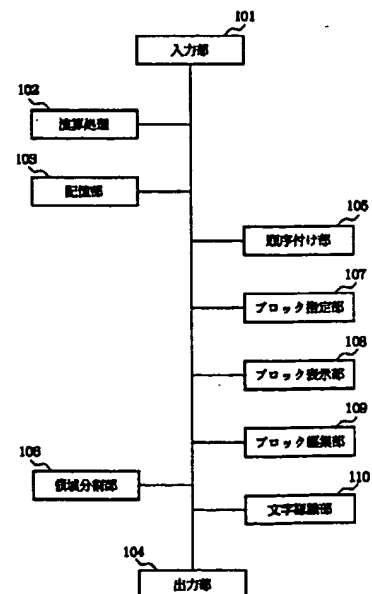 101
入力部
102
演算処理
103
記憶部
105
順序付け部
107
ブロック指定部
108
ブロック表示部
109
ブロック編集部
106
領域分割部
110
文字認識部
104
出力部